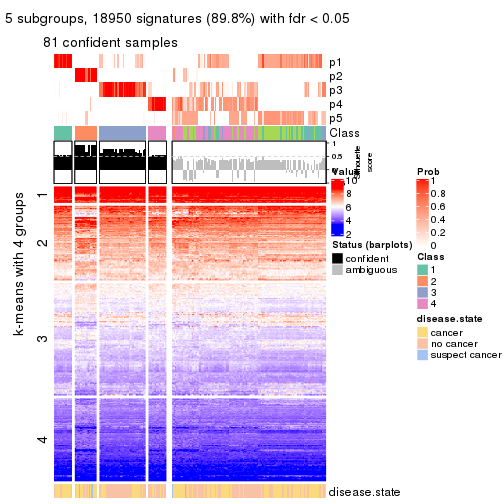 5 subgroups, 18950 signatures (89.8%) with fdr < 0.05
81 confident samples
p1
p2
p3
p4
p5
Class
1
0.5
0
silhouette
score
k-means with 4 groups
1
2
3
4
Value
10
8
6
4
2
Status (barplots)
confident
ambiguous
Prob
1
0.8
0.6
0.4
0.2
0
Class
1
2
3
4
disease.state
cancer
no cancer
suspect cancer
disease.state